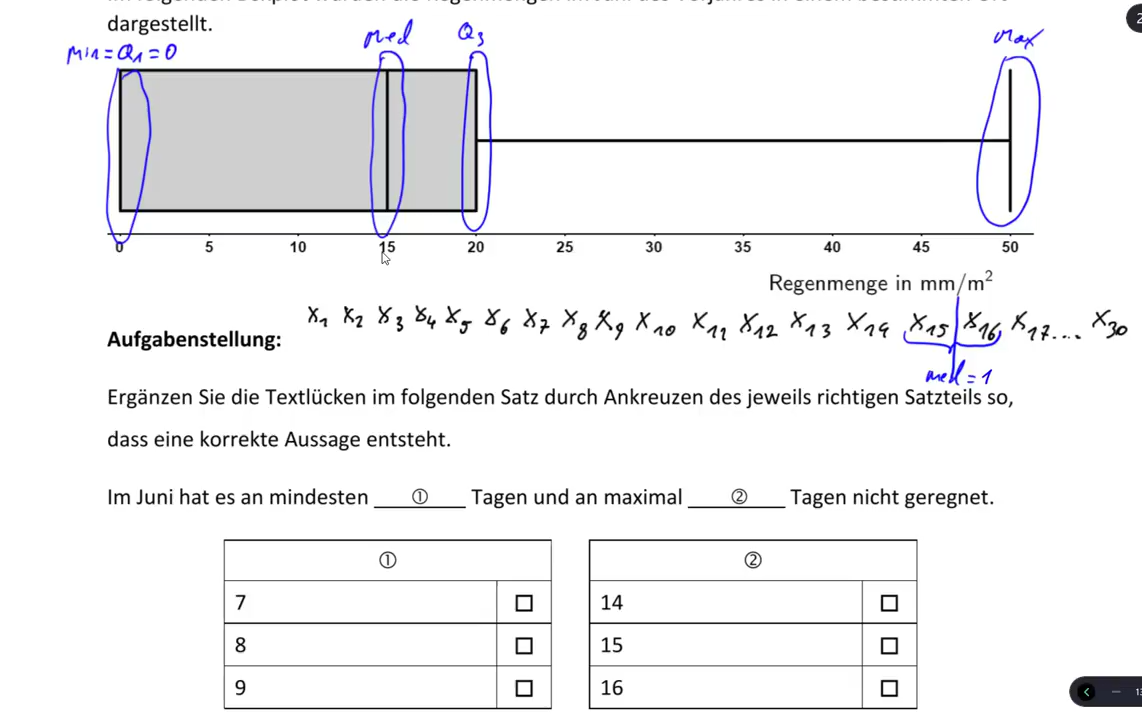 dargestellt.
Min = Q₁ = 0
Med
Q₃
Max
0 5 10 15 20 25 30 35 40 45 50
Regenmenge in mm/m²
x₁ x₂ x₃ x₄ x₅ x₆ x₇ x₈ x₉ x₁₀ x₁₁ x₁₂ x₁₃ x₁₄ x₁₅ x₁₆ x₁₇.... x₃₀
Aufgabenstellung:
med = 1
Ergänzen Sie die Textlücken im folgenden Satz durch Ankreuzen des jeweils richtigen Satzteils so,
dass eine korrekte Aussage entsteht.
Im Juni hat es an mindesten ① Tagen und an maximal ② Tagen nicht geregnet.
① ②
7 ☐ 14 ☐
8 ☐ 15 ☐
9 ☐ 16 ☐